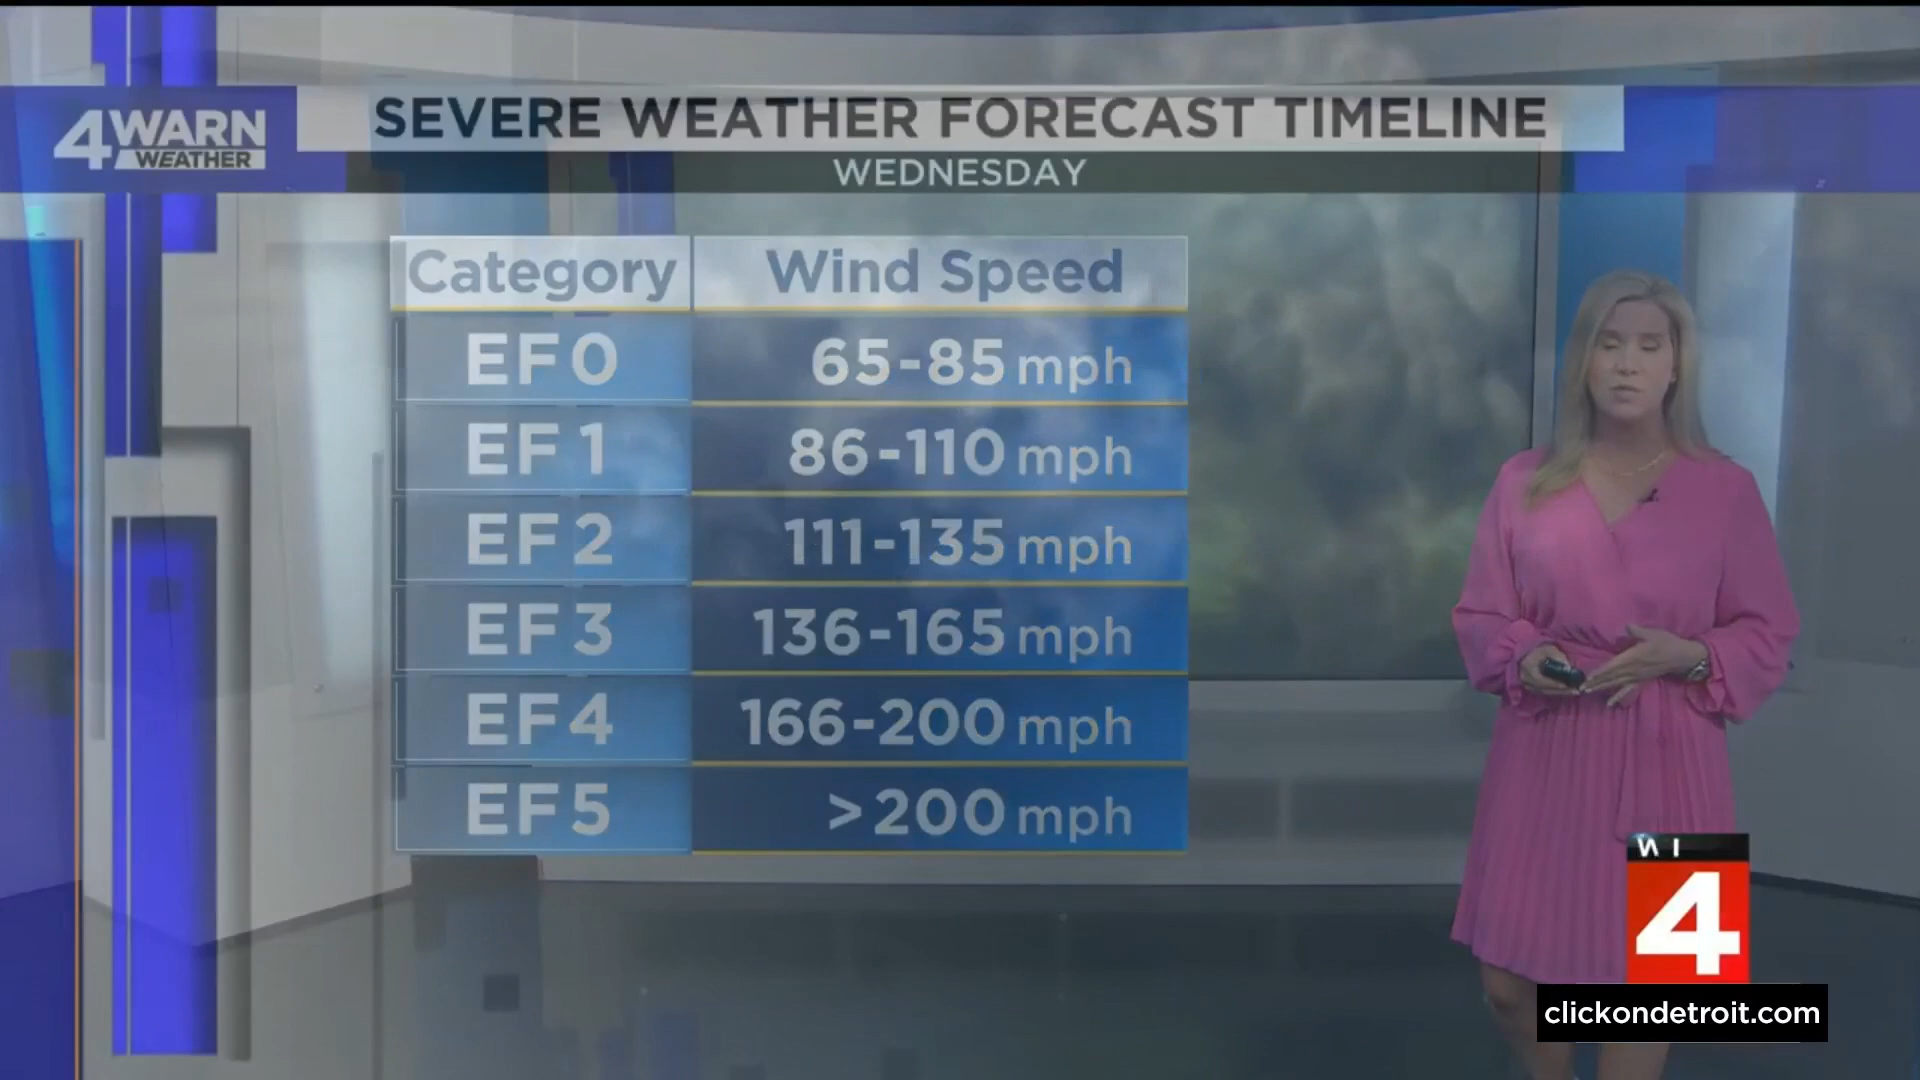 4WARN
WEATHER
SEVERE WEATHER FORECAST TIMELINE
WEDNESDAY
Category Wind Speed
EF0 65-85 mph
EF1 86-110 mph
EF2 111-135 mph
EF3 136-165 mph
EF4 166-200 mph
EF5 >200 mph
4
clickondetroit.com